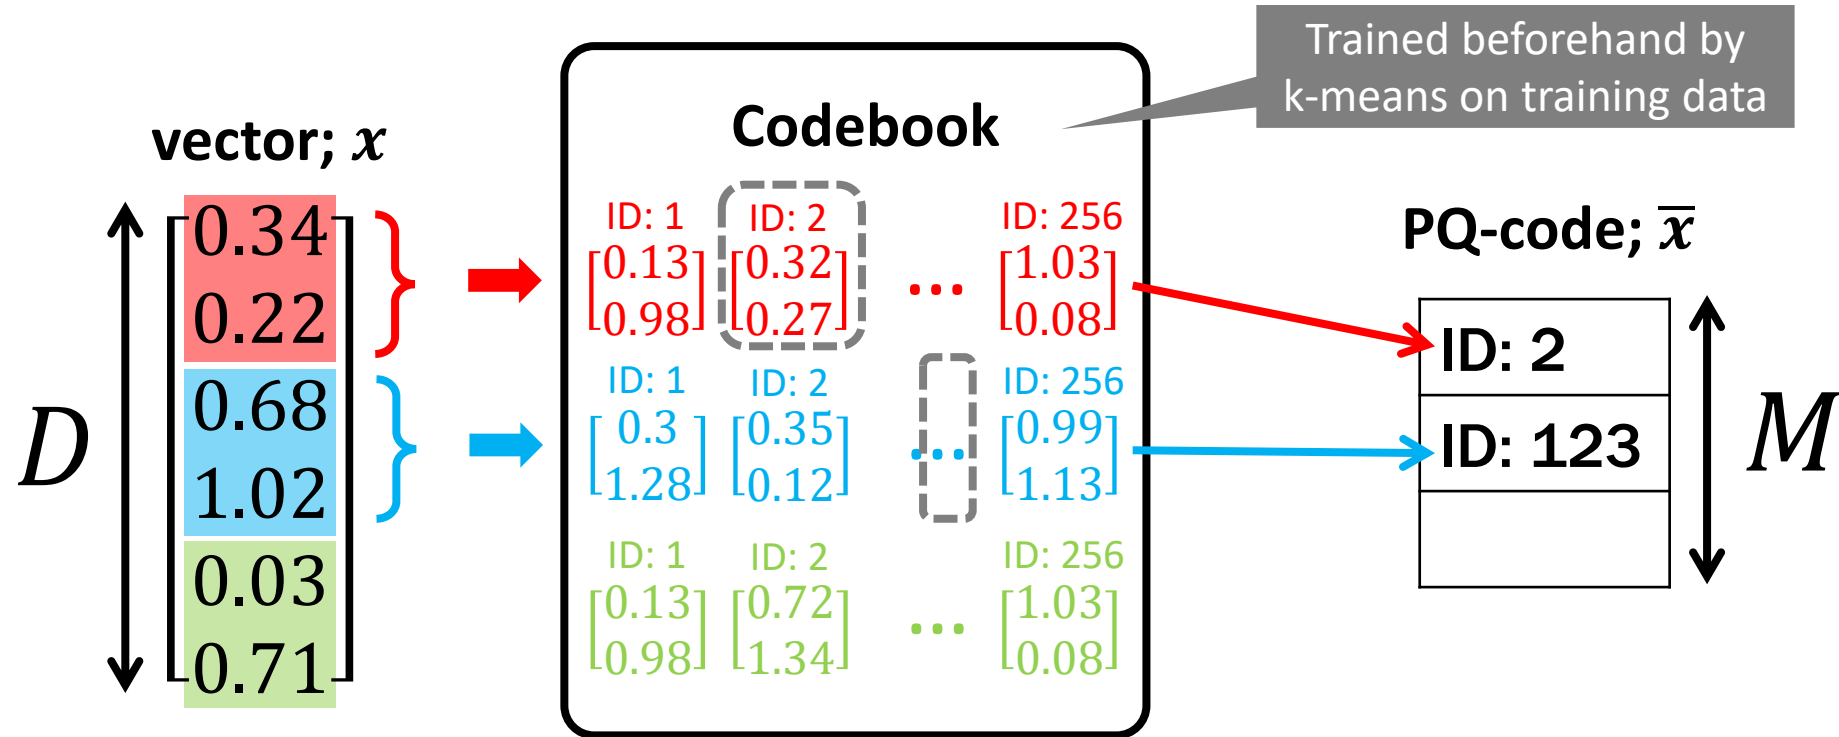 Trained beforehand by
k-means on training data
vector; x
Codebook
PQ-code; x̄
D
0.34
0.22
0.68
1.02
0.03
0.71
ID: 1 ID: 2 ID: 256
0.13 0.32 ... 1.03
0.98 0.27 0.08
ID: 1 ID: 2 ID: 256
0.3 0.35 ... 0.99
1.28 0.12 1.13
ID: 1 ID: 2 ID: 256
0.13 0.72 ... 1.03
0.98 1.34 0.08
ID: 2
ID: 123
M